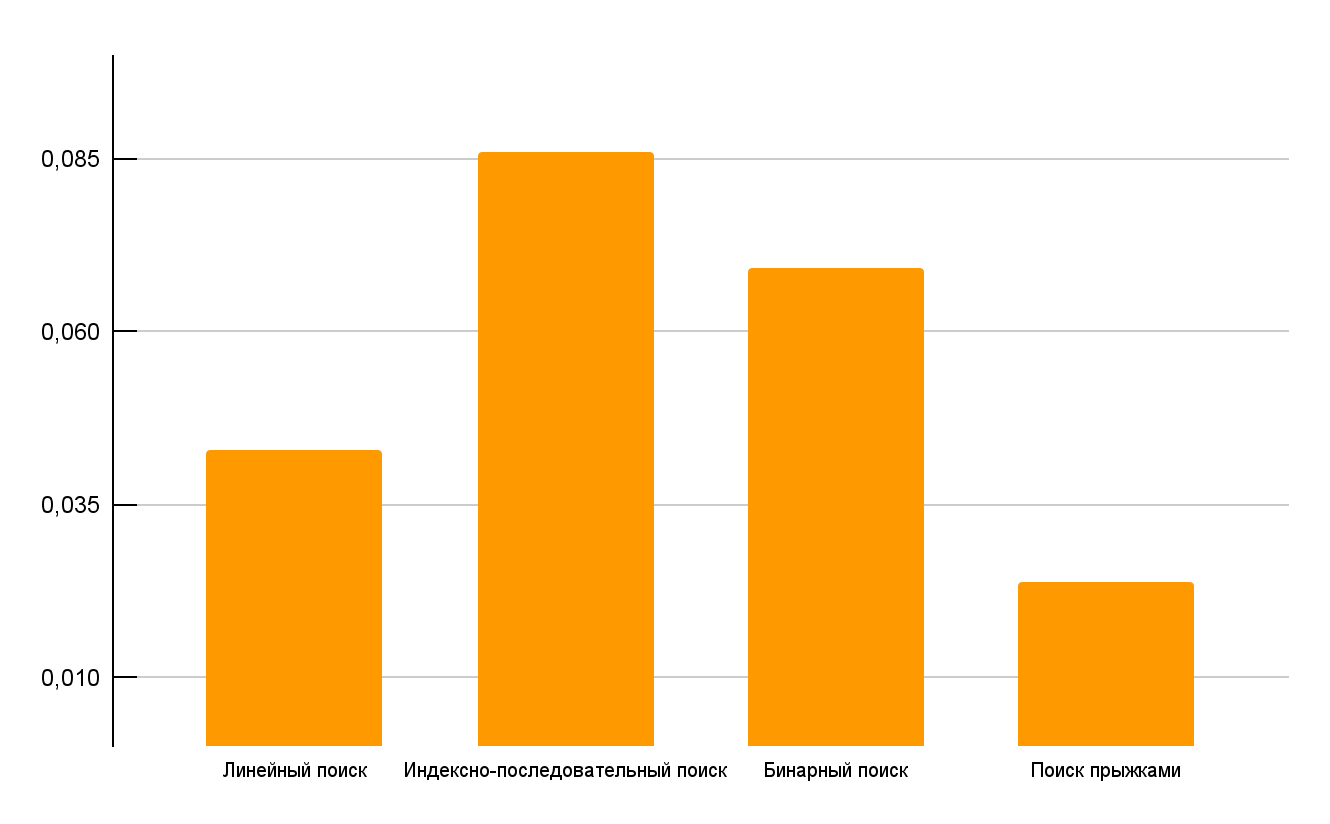 0,085
0,060
0,035
0,010
Линейный поиск
Индексно-последовательный поиск
Бинарный поиск
Поиск прыжками